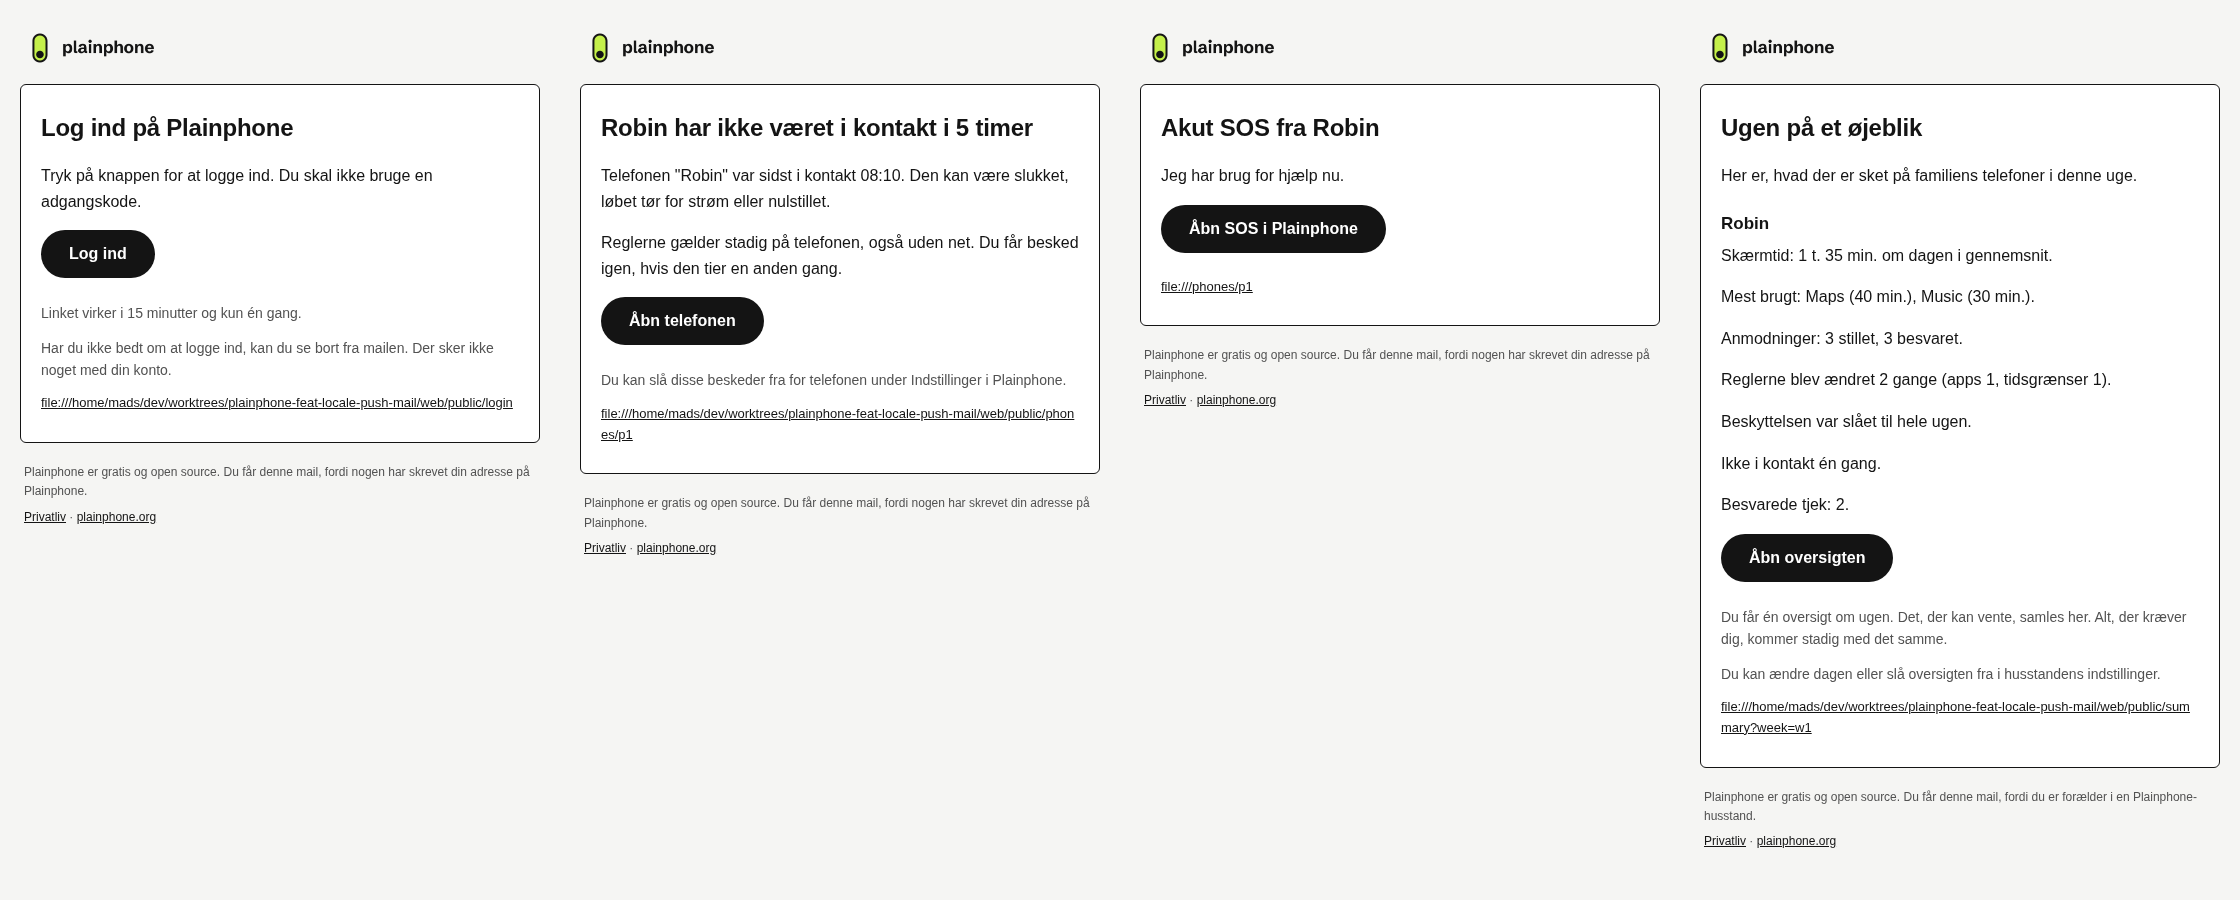 plainphone
Log ind på Plainphone
Tryk på knappen for at logge ind. Du skal ikke bruge en
adgangskode.
Log ind
Linket virker i 15 minutter og kun én gang.
Har du ikke bedt om at logge ind, kan du se bort fra mailen. Der sker ikke
noget med din konto.
file:///home/mads/dev/worktrees/plainphone-feat-locale-push-mail/web/public/login
Plainphone er gratis og open source. Du får denne mail, fordi nogen har skrevet din adresse på
Plainphone.
Privatliv · plainphone.org
plainphone
Robin har ikke været i kontakt i 5 timer
Telefonen "Robin" var sidst i kontakt 08:10. Den kan være slukket,
løbet tør for strøm eller nulstillet.
Reglerne gælder stadig på telefonen, også uden net. Du får besked
igen, hvis den tier en anden gang.
Åbn telefonen
Du kan slå disse beskeder fra for telefonen under Indstillinger i Plainphone.
file:///home/mads/dev/worktrees/plainphone-feat-locale-push-mail/web/public/phon
es/p1
Plainphone er gratis og open source. Du får denne mail, fordi nogen har skrevet din adresse på
Plainphone.
Privatliv · plainphone.org
plainphone
Akut SOS fra Robin
Jeg har brug for hjælp nu.
Åbn SOS i Plainphone
file:///phones/p1
Plainphone er gratis og open source. Du får denne mail, fordi nogen har skrevet din adresse på
Plainphone.
Privatliv · plainphone.org
plainphone
Ugen på et øjeblik
Her er, hvad der er sket på familiens telefoner i denne uge.
Robin
Skærmtid: 1 t. 35 min. om dagen i gennemsnit.
Mest brugt: Maps (40 min.), Music (30 min.).
Anmodninger: 3 stillet, 3 besvaret.
Reglerne blev ændret 2 gange (apps 1, tidsgrænser 1).
Beskyttelsen var slået til hele ugen.
Ikke i kontakt én gang.
Besvarede tjek: 2.
Åbn oversigten
Du får én oversigt om ugen. Det, der kan vente, samles her. Alt, der kræver
dig, kommer stadig med det samme.
Du kan ændre dagen eller slå oversigten fra i husstandens indstillinger.
file:///home/mads/dev/worktrees/plainphone-feat-locale-push-mail/web/public/sum
mary?week=w1
Plainphone er gratis og open source. Du får denne mail, fordi du er forælder i en Plainphone-
husstand.
Privatliv · plainphone.org